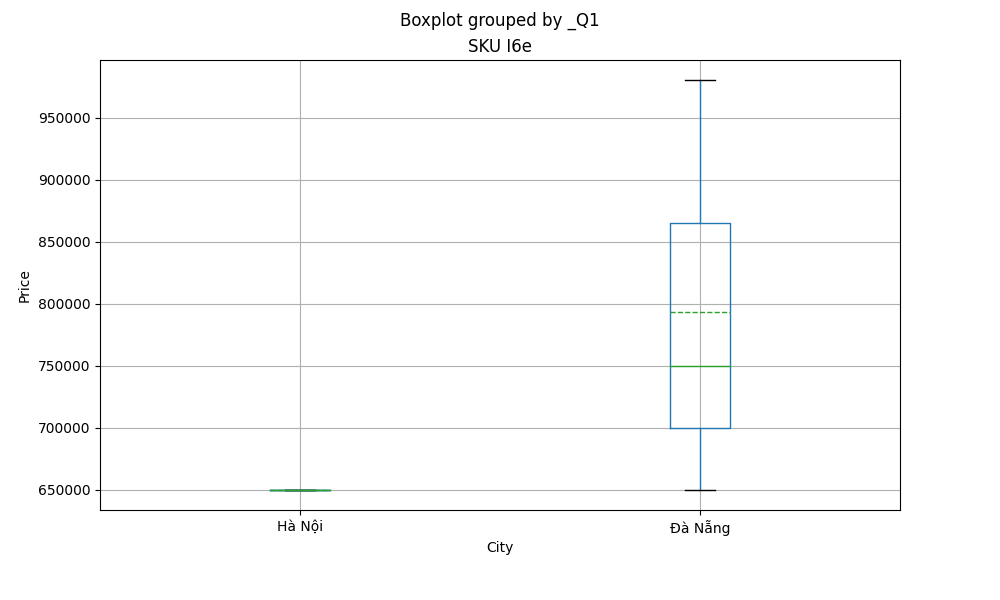 Boxplot grouped by _Q1
SKU I6e
950000
900000
850000
800000
750000
700000
650000
Price
Hà Nội
Đà Nẵng
City